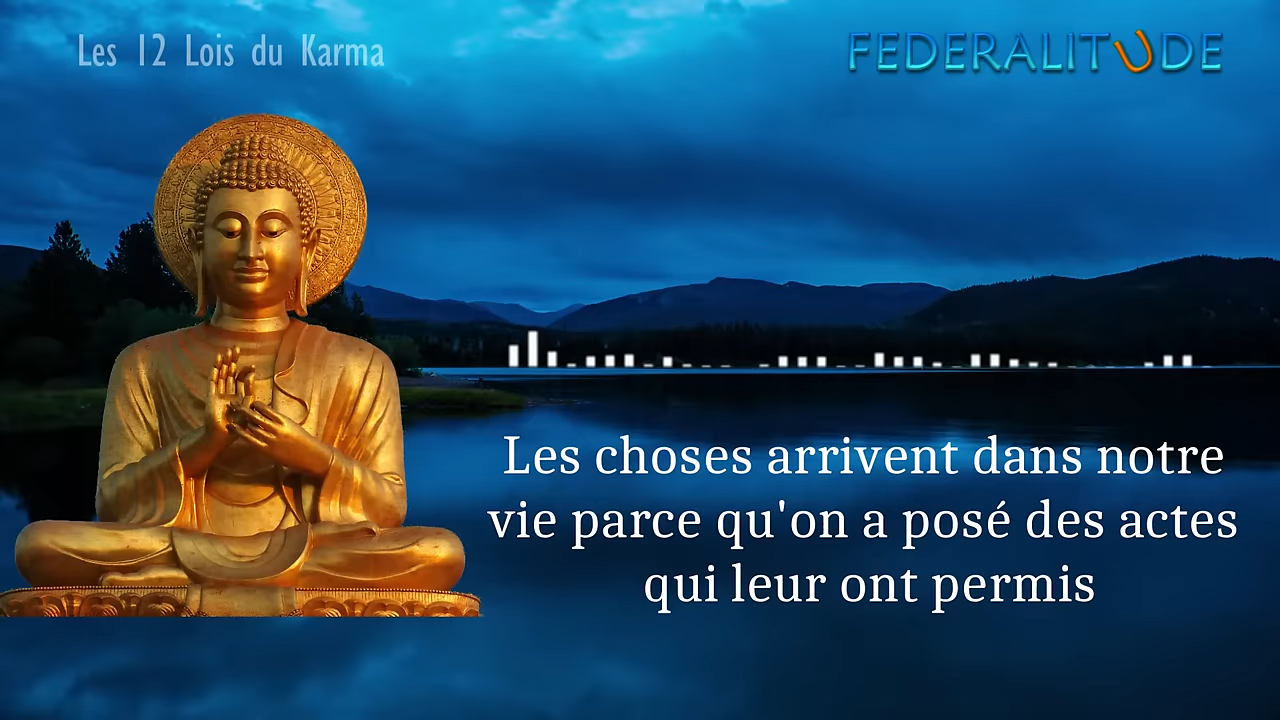 Les 12 Lois du Karma
FEDERALITUDE
Les choses arrivent dans notre
vie parce qu'on a posé des actes
qui leur ont permis